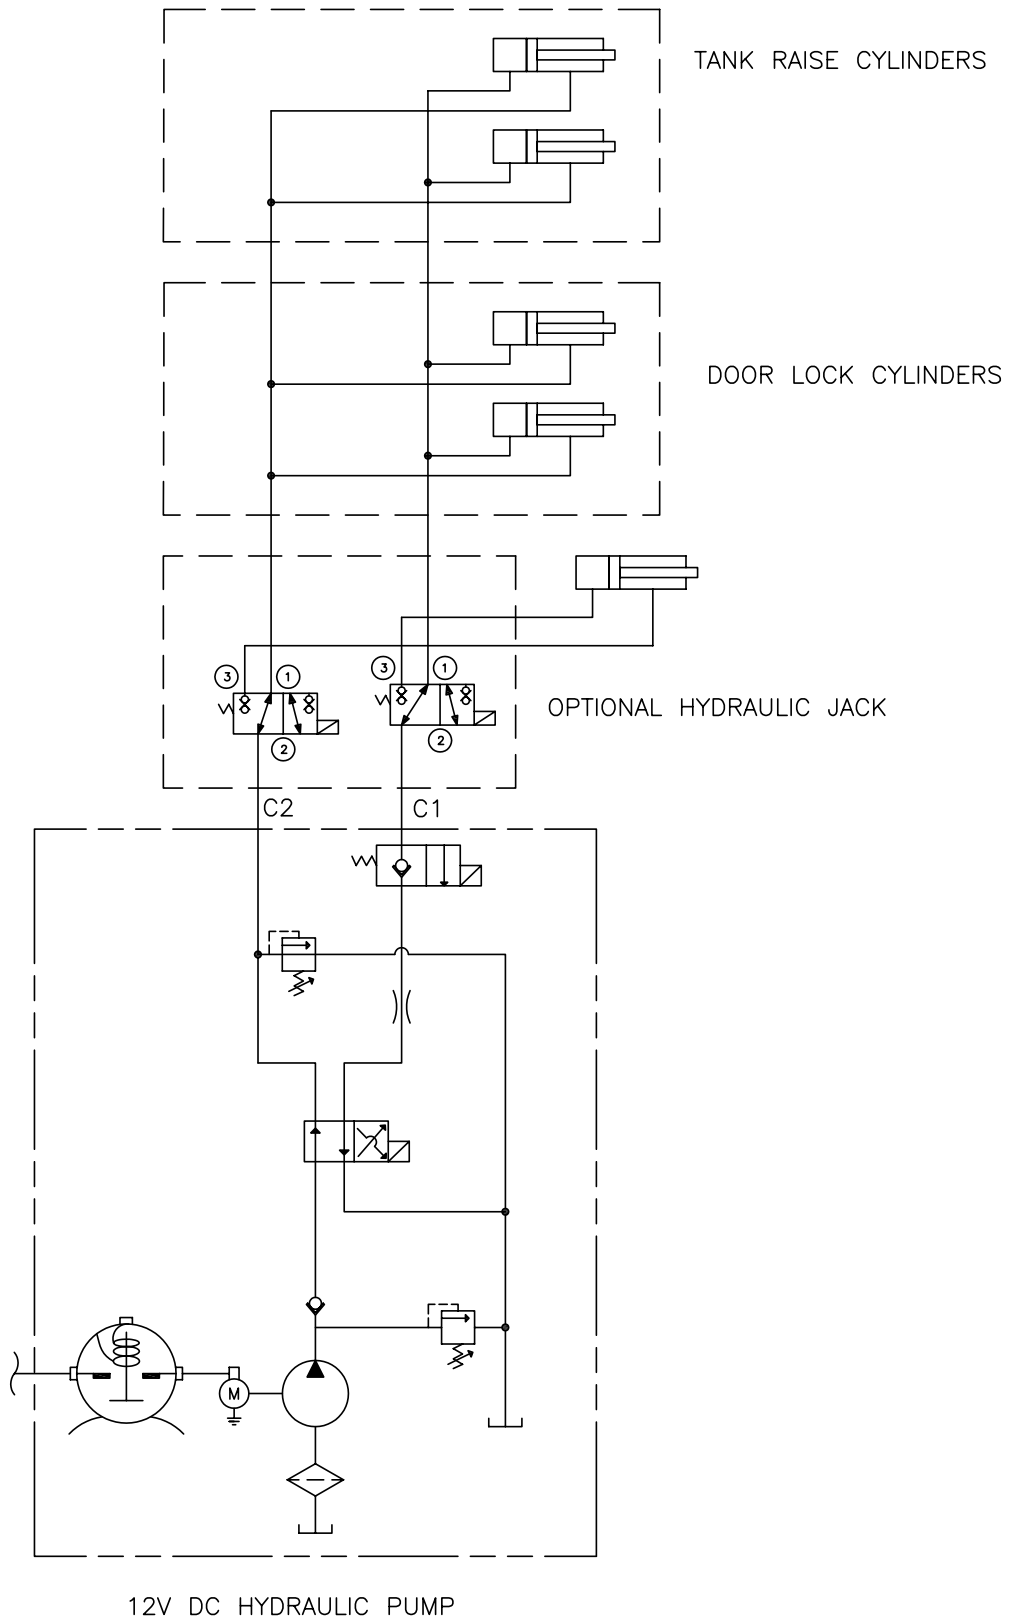 TANK RAISE CYLINDERS
DOOR LOCK CYLINDERS
3
1
3
1
OPTIONAL HYDRAULIC JACK
2
2
C2
C1
M
12V DC HYDRAULIC PUMP